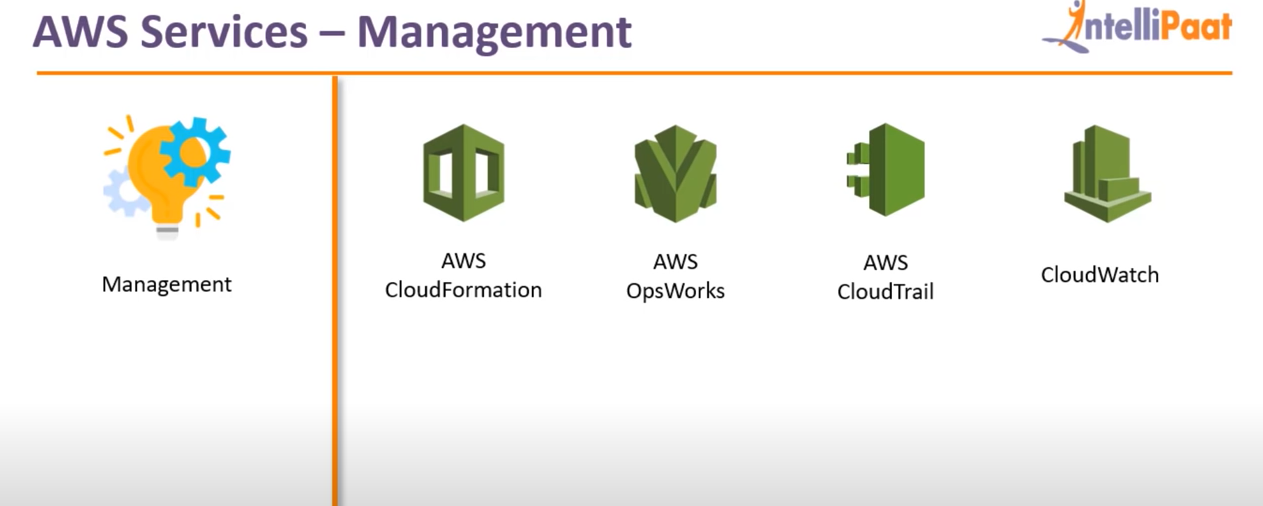 AWS Services – Management
IntelliPaat
Management
AWS
CloudFormation
AWS
OpsWorks
AWS
CloudTrail
CloudWatch